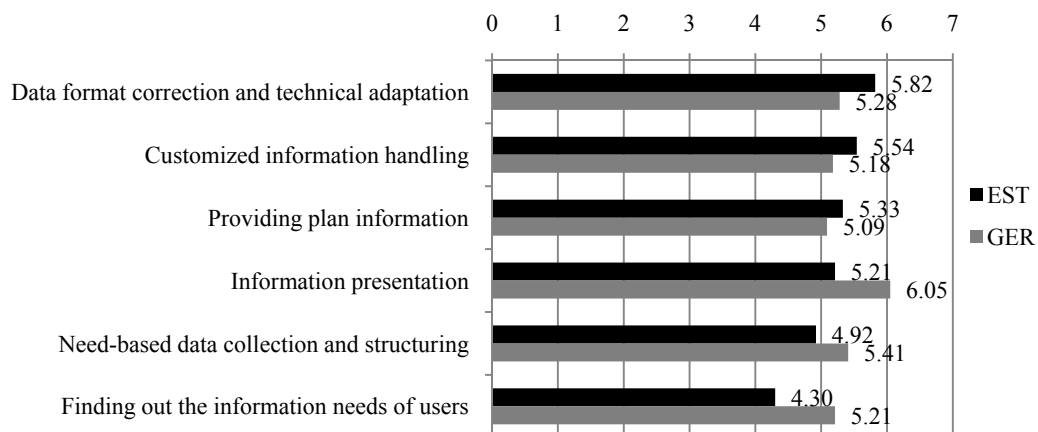 0 1 2 3 4 5 6 7
Data format correction and technical adaptation
5.82
5.28
Customized information handling
5.54
5.18
Providing plan information
5.33
5.09
Information presentation
5.21
6.05
Need-based data collection and structuring
4.92
5.41
Finding out the information needs of users
4.30
5.21
EST
GER